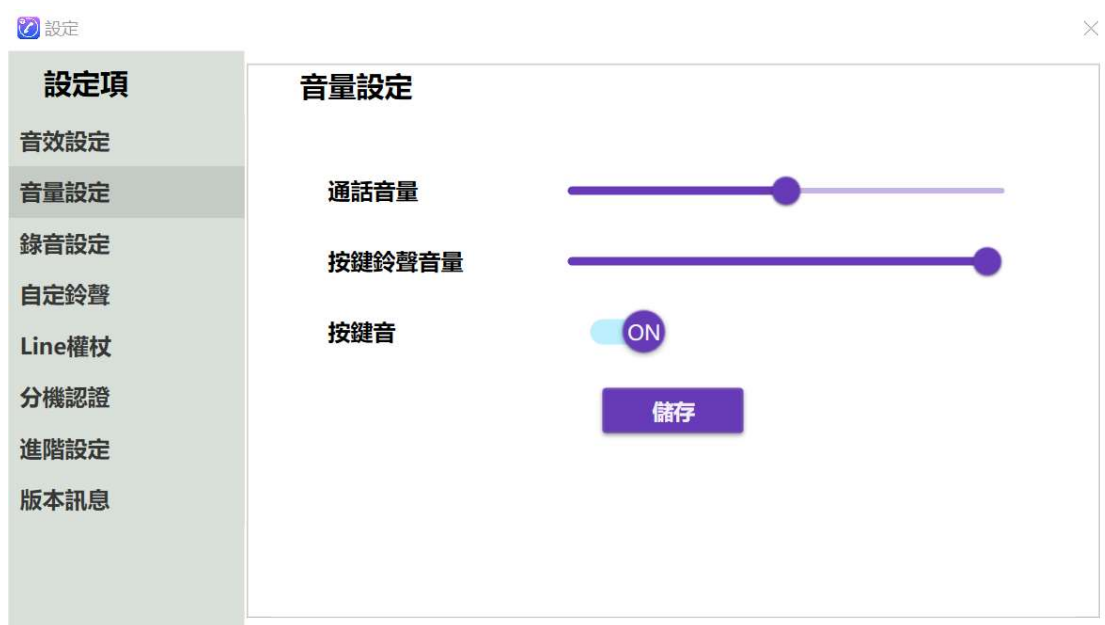 設定
設定項
音效設定
音量設定
錄音設定
自定鈴聲
Line權杖
分機認證
進階設定
版本訊息
音量設定
通話音量
按鍵鈴聲音量
按鍵音
ON
儲存